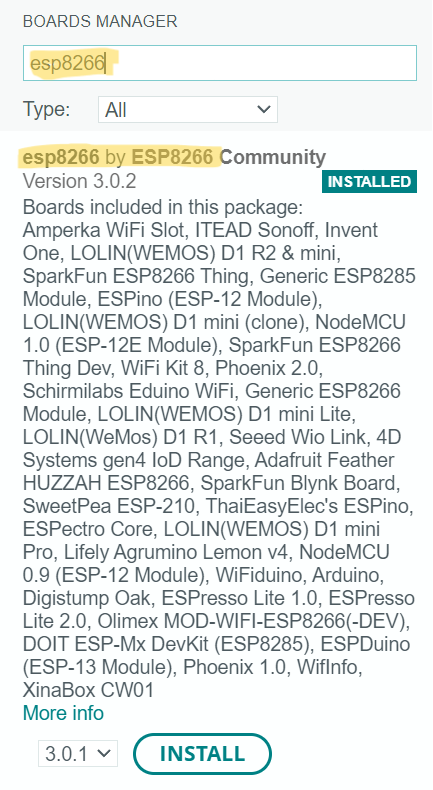 BOARDS MANAGER
esp8266
Type: All
esp8266 by ESP8266 Community
Version 3.0.2 INSTALLED
Boards included in this package:
Amperka WiFi Slot, ITEAD Sonoff, Invent
One, LOLIN(WEMOS) D1 R2 & mini,
SparkFun ESP8266 Thing, Generic ESP8285
Module, ESPino (ESP-12 Module),
LOLIN(WEMOS) D1 mini (clone), NodeMCU
1.0 (ESP-12E Module), SparkFun ESP8266
Thing Dev, WiFi Kit 8, Phoenix 2.0,
Schirmilabs Eduino WiFi, Generic ESP8266
Module, LOLIN(WEMOS) D1 mini Lite,
LOLIN(WeMos) D1 R1, Seeed Wio Link, 4D
Systems gen4 IoD Range, Adafruit Feather
HUZZAH ESP8266, SparkFun Blynk Board,
SweetPea ESP-210, ThaiEasyElec's ESPino,
ESPectro Core, LOLIN(WEMOS) D1 mini
Pro, Lifely Agrumino Lemon v4, NodeMCU
0.9 (ESP-12 Module), WiFiduino, Arduino,
Digistump Oak, ESPresso Lite 1.0, ESPresso
Lite 2.0, Olimex MOD-WIFI-ESP8266(-DEV),
DOIT ESP-Mx DevKit (ESP8285), ESPDuino
(ESP-13 Module), Phoenix 1.0, WifInfo,
XinaBox CW01
More info
3.0.1 INSTALL